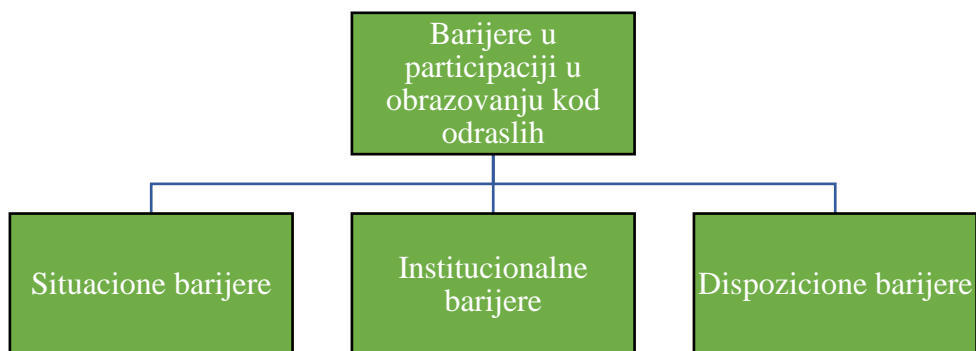 Barijere u
participaciji u
obrazovanju kod
odraslih
Situacione barijere
Institucionalne
barijere
Dispozicione barijere